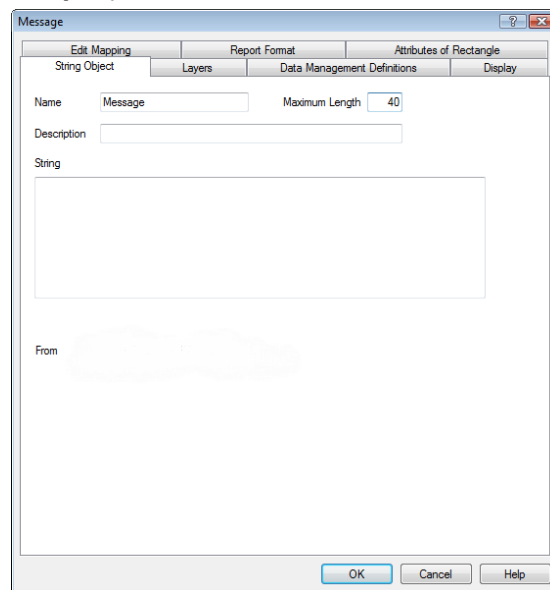 Message
Edit Mapping Report Format Attributes of Rectangle
String Object Layers Data Management Definitions Display
Name Message Maximum Length 40
Description
String
From
OK Cancel Help